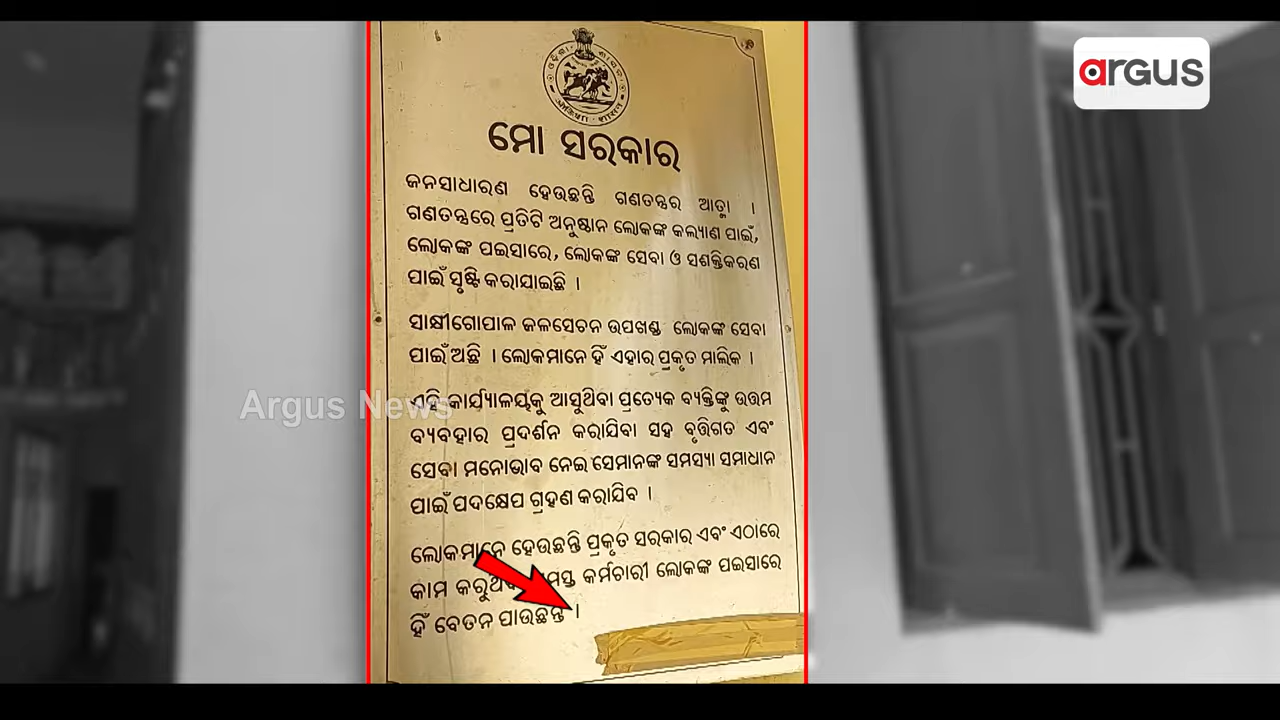 argus
ଓଡ଼ିଶା ଶାସନ
ମୋ ସରକାର
ଜନସାଧାରଣ ହେଉଛନ୍ତି ଗଣତନ୍ତ୍ରର ଆତ୍ମା ।
ଗଣତନ୍ତ୍ରରେ ପ୍ରତିଟି ଅନୁଷ୍ଠାନ ଲୋକଙ୍କ କଲ୍ୟାଣ ପାଇଁ,
ଲୋକଙ୍କ ପଇସାରେ, ଲୋକଙ୍କ ସେବା ଓ ସଶକ୍ତିକରଣ
ପାଇଁ ସୃଷ୍ଟି କରାଯାଇଛି ।
ସାକ୍ଷୀଗୋପାଳ ଜଳସେଚନ ଉପଖଣ୍ଡ ଲୋକଙ୍କ ସେବା
ପାଇଁ ଅଛି । ଲୋକମାନେ ହିଁ ଏହାର ପ୍ରକୃତ ମାଲିକ ।
Argus News
ଏହି କାର୍ଯ୍ୟାଳୟକୁ ଆସୁଥିବା ପ୍ରତ୍ୟେକ ବ୍ୟକ୍ତିଙ୍କୁ ଉତ୍ତମ
ବ୍ୟବହାର ପ୍ରଦର୍ଶନ କରାଯିବା ସହ ବୃତ୍ତିଗତ ଏବଂ
ସେବା ମନୋଭାବ ନେଇ ସେମାନଙ୍କ ସମସ୍ୟା ସମାଧାନ
ପାଇଁ ପଦକ୍ଷେପ ଗ୍ରହଣ କରାଯିବ ।
ଲୋକମାନେ ହେଉଛନ୍ତି ପ୍ରକୃତ ସରକାର ଏବଂ ଏଠାରେ
କାମ କର୍ମଚାରୀ ଲୋକଙ୍କ ପଇସାରେ
ହିଁ ବେତନ ପାଉଛନ୍ତି ।